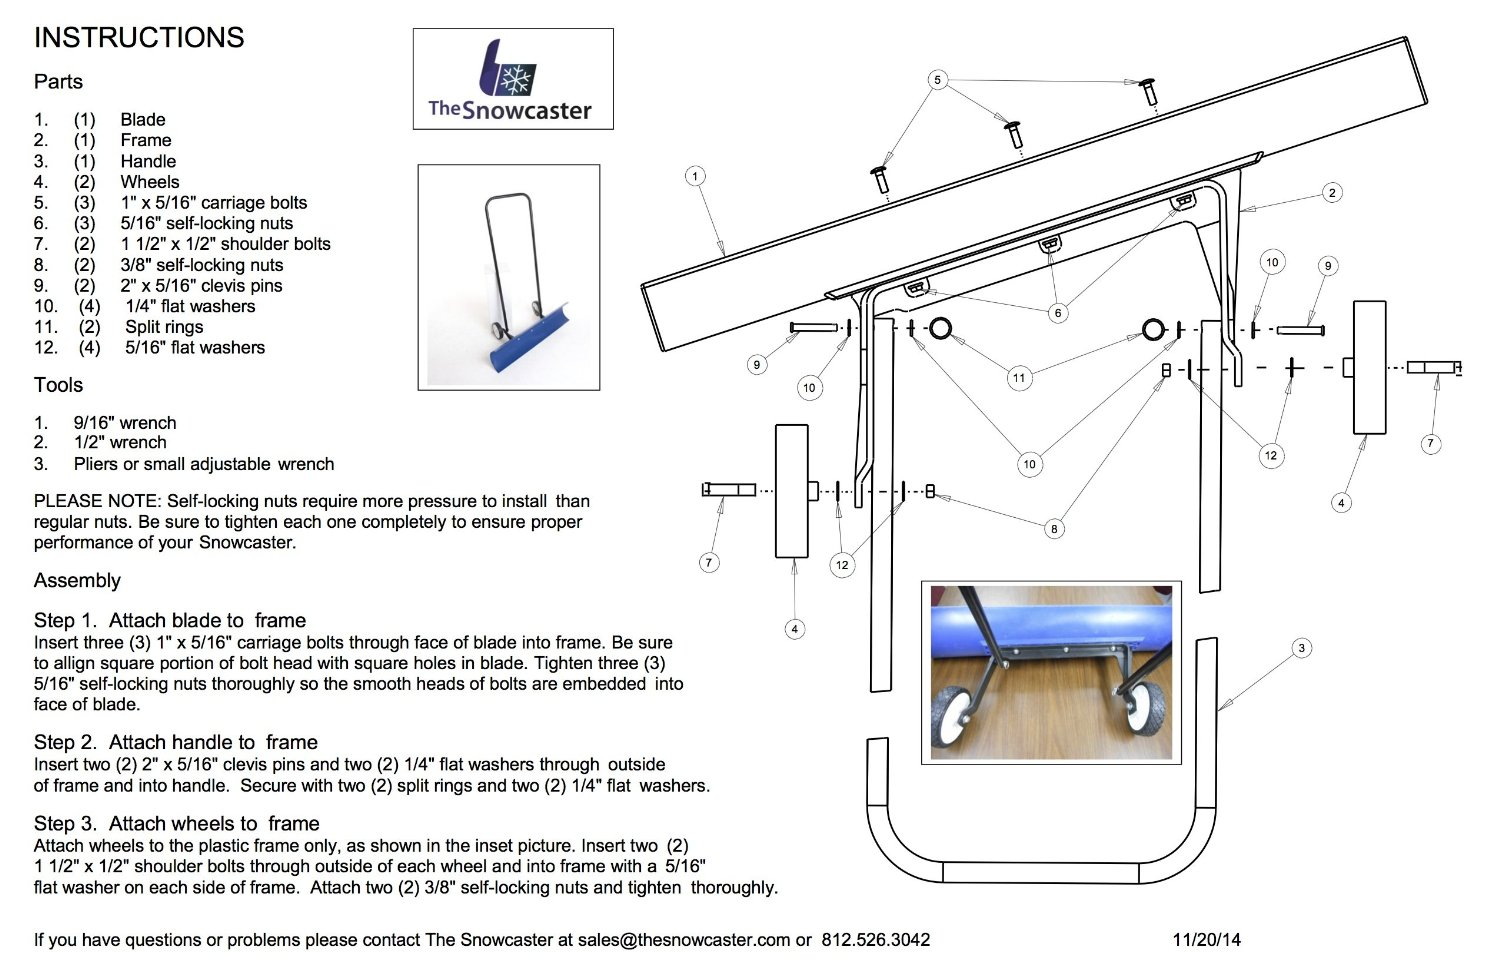 INSTRUCTIONS
The Snowcaster
Parts
1. (1) Blade
2. (1) Frame
3. (1) Handle
4. (2) Wheels
5. (3) 1" x 5/16" carriage bolts
6. (3) 5/16" self-locking nuts
7. (2) 1 1/2" x 1/2" shoulder bolts
8. (2) 3/8" self-locking nuts
9. (2) 2" x 5/16" clevis pins
10. (4) 1/4" flat washers
11. (2) Split rings
12. (4) 5/16" flat washers
Tools
1. 9/16" wrench
2. 1/2" wrench
3. Pliers or small adjustable wrench
PLEASE NOTE: Self-locking nuts require more pressure to install than
regular nuts. Be sure to tighten each one completely to ensure proper
performance of your Snowcaster.
Assembly
Step 1. Attach blade to frame
Insert three (3) 1" x 5/16" carriage bolts through face of blade into frame. Be sure
to allign square portion of bolt head with square holes in blade. Tighten three (3)
5/16" self-locking nuts thoroughly so the smooth heads of bolts are embedded into
face of blade.
Step 2. Attach handle to frame
Insert two (2) 2" x 5/16" clevis pins and two (2) 1/4" flat washers through outside
of frame and into handle. Secure with two (2) split rings and two (2) 1/4" flat washers.
Step 3. Attach wheels to frame
Attach wheels to the plastic frame only, as shown in the inset picture. Insert two (2)
1 1/2" x 1/2" shoulder bolts through outside of each wheel and into frame with a 5/16"
flat washer on each side of frame. Attach two (2) 3/8" self-locking nuts and tighten thoroughly.
5
1
2
10
9
6
9
10
11
7
10
12
4
8
7
12
4
3
If you have questions or problems please contact The Snowcaster at sales@thesnowcaster.com or 812.526.3042
11/20/14